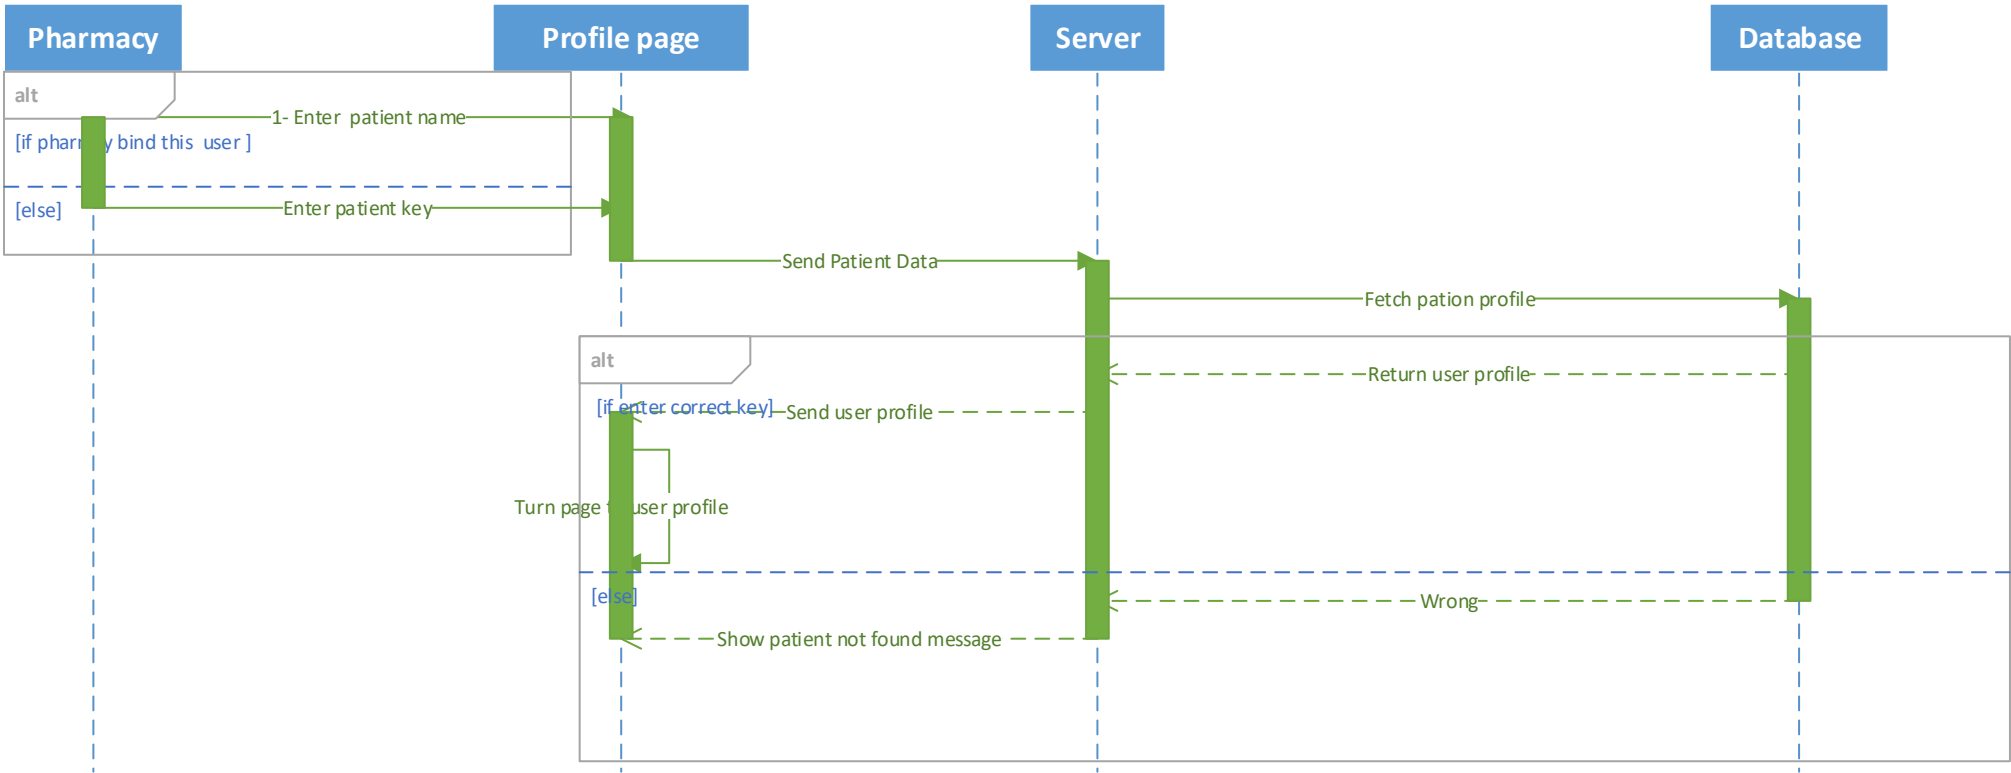 Pharmacy
Profile page
Server
Database
alt
1- Enter  patient name
[if phar y bind this  user ]
[else]
Enter patient key
Send Patient Data
Fetch pation profile
alt
Return user profile
[if enter correct key]
Send user profile
Turn page user profile
[else]
Wrong
Show patient not found message